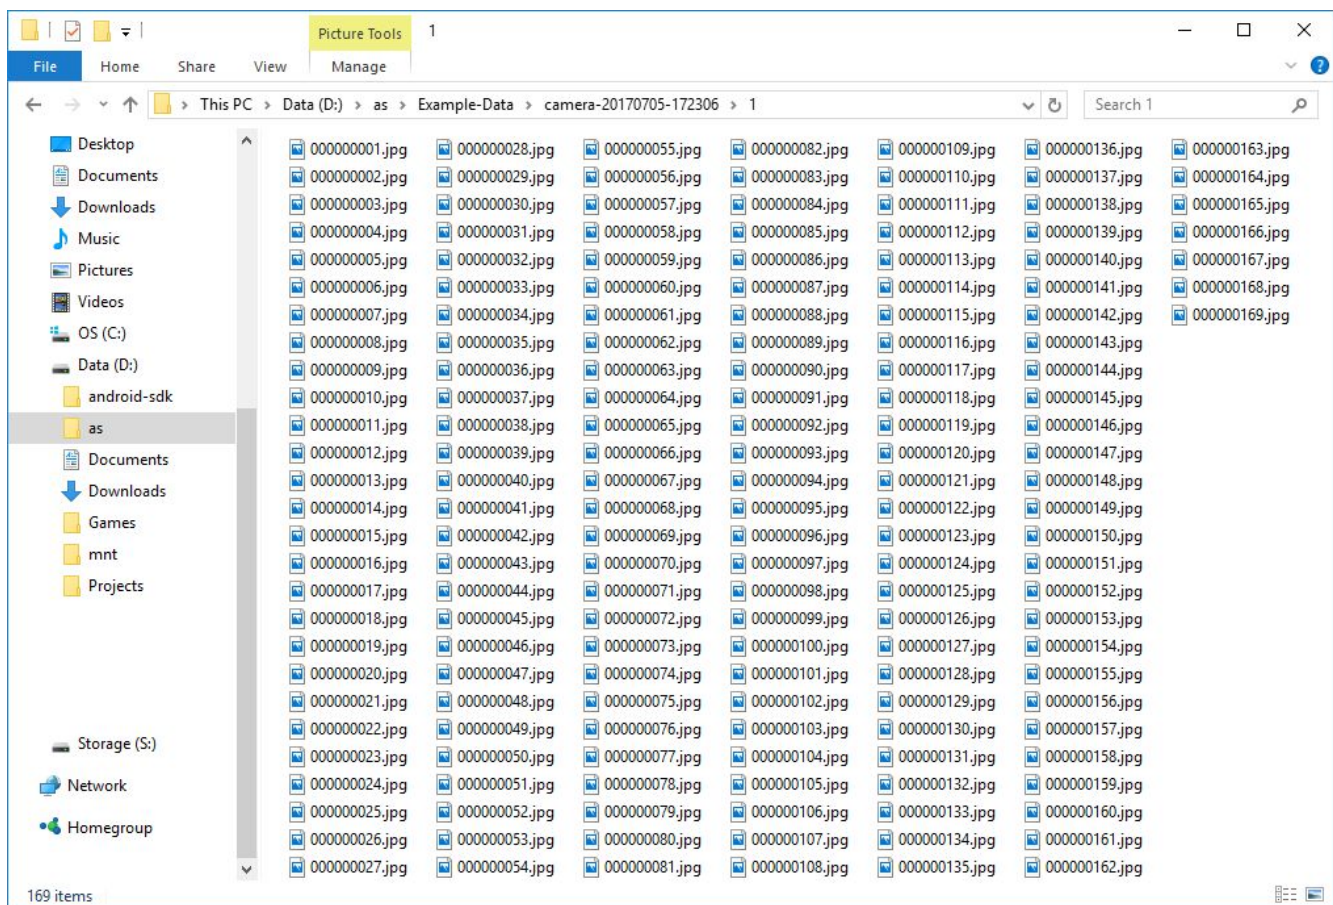 Picture Tools 1
File Home Share View Manage
This PC > Data (D:) > as > Example-Data > camera-20170705-172306 > 1
Search 1
Desktop
Documents
Downloads
Music
Pictures
Videos
OS (C:)
Data (D:)
android-sdk
as
Documents
Downloads
Games
mnt
Projects
Storage (S:)
Network
Homegroup
000000001.jpg 000000028.jpg 000000055.jpg 000000082.jpg 000000109.jpg 000000136.jpg 000000163.jpg
000000002.jpg 000000029.jpg 000000056.jpg 000000083.jpg 000000110.jpg 000000137.jpg 000000164.jpg
000000003.jpg 000000030.jpg 000000057.jpg 000000084.jpg 000000111.jpg 000000138.jpg 000000165.jpg
000000004.jpg 000000031.jpg 000000058.jpg 000000085.jpg 000000112.jpg 000000139.jpg 000000166.jpg
000000005.jpg 000000032.jpg 000000059.jpg 000000086.jpg 000000113.jpg 000000140.jpg 000000167.jpg
000000006.jpg 000000033.jpg 000000060.jpg 000000087.jpg 000000114.jpg 000000141.jpg 000000168.jpg
000000007.jpg 000000034.jpg 000000061.jpg 000000088.jpg 000000115.jpg 000000142.jpg 000000169.jpg
000000008.jpg 000000035.jpg 000000062.jpg 000000089.jpg 000000116.jpg 000000143.jpg
000000009.jpg 000000036.jpg 000000063.jpg 000000090.jpg 000000117.jpg 000000144.jpg
000000010.jpg 000000037.jpg 000000064.jpg 000000091.jpg 000000118.jpg 000000145.jpg
000000011.jpg 000000038.jpg 000000065.jpg 000000092.jpg 000000119.jpg 000000146.jpg
000000012.jpg 000000039.jpg 000000066.jpg 000000093.jpg 000000120.jpg 000000147.jpg
000000013.jpg 000000040.jpg 000000067.jpg 000000094.jpg 000000121.jpg 000000148.jpg
000000014.jpg 000000041.jpg 000000068.jpg 000000095.jpg 000000122.jpg 000000149.jpg
000000015.jpg 000000042.jpg 000000069.jpg 000000096.jpg 000000123.jpg 000000150.jpg
000000016.jpg 000000043.jpg 000000070.jpg 000000097.jpg 000000124.jpg 000000151.jpg
000000017.jpg 000000044.jpg 000000071.jpg 000000098.jpg 000000125.jpg 000000152.jpg
000000018.jpg 000000045.jpg 000000072.jpg 000000099.jpg 000000126.jpg 000000153.jpg
000000019.jpg 000000046.jpg 000000073.jpg 000000100.jpg 000000127.jpg 000000154.jpg
000000020.jpg 000000047.jpg 000000074.jpg 000000101.jpg 000000128.jpg 000000155.jpg
000000021.jpg 000000048.jpg 000000075.jpg 000000102.jpg 000000129.jpg 000000156.jpg
000000022.jpg 000000049.jpg 000000076.jpg 000000103.jpg 000000130.jpg 000000157.jpg
000000023.jpg 000000050.jpg 000000077.jpg 000000104.jpg 000000131.jpg 000000158.jpg
000000024.jpg 000000051.jpg 000000078.jpg 000000105.jpg 000000132.jpg 000000159.jpg
000000025.jpg 000000052.jpg 000000079.jpg 000000106.jpg 000000133.jpg 000000160.jpg
000000026.jpg 000000053.jpg 000000080.jpg 000000107.jpg 000000134.jpg 000000161.jpg
000000027.jpg 000000054.jpg 000000081.jpg 000000108.jpg 000000135.jpg 000000162.jpg
169 items